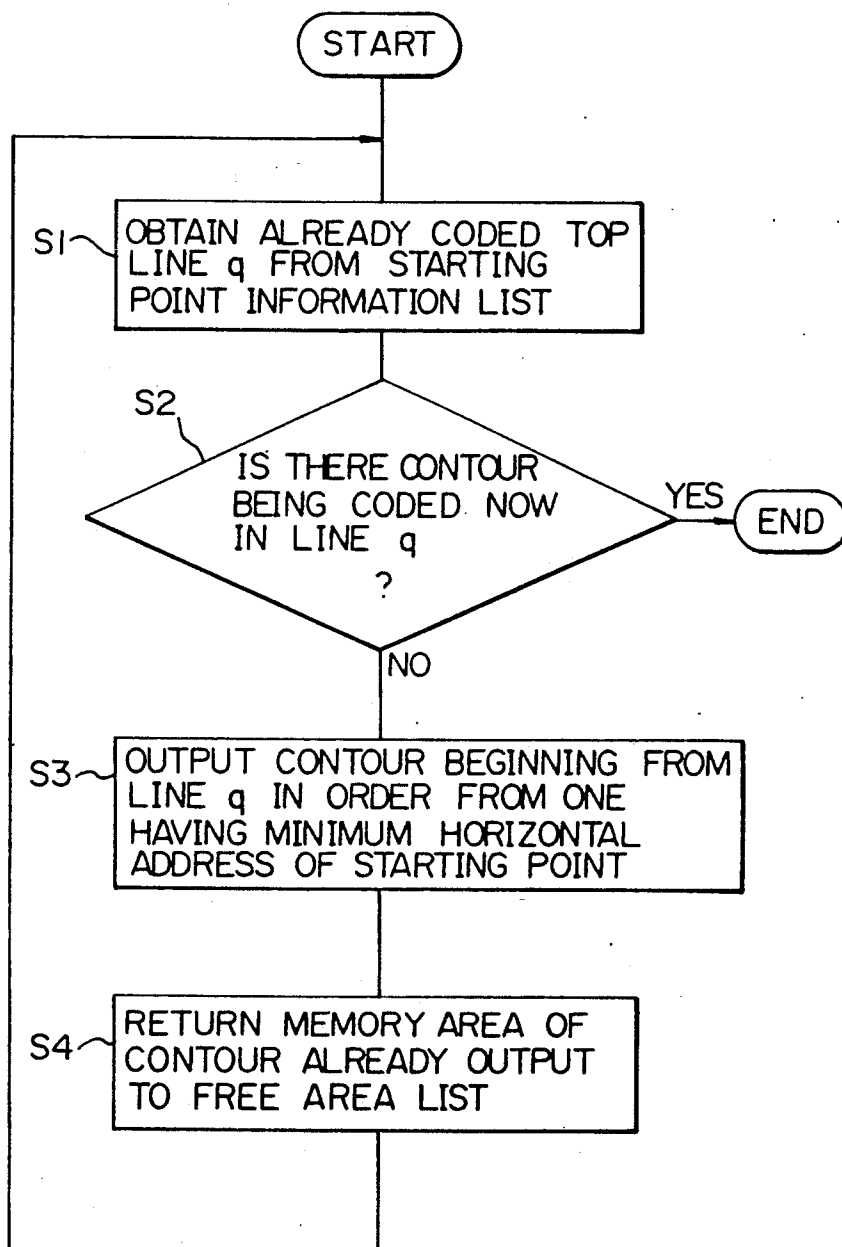 START
S1
OBTAIN ALREADY CODED TOP
LINE q FROM STARTING
POINT INFORMATION LIST
S2
IS THERE CONTOUR
BEING CODED NOW
IN LINE q
?
YES
END
NO
S3
OUTPUT CONTOUR BEGINNING FROM
LINE q IN ORDER FROM ONE
HAVING MINIMUM HORIZONTAL
ADDRESS OF STARTING POINT
S4
RETURN MEMORY AREA OF
CONTOUR ALREADY OUTPUT
TO FREE AREA LIST